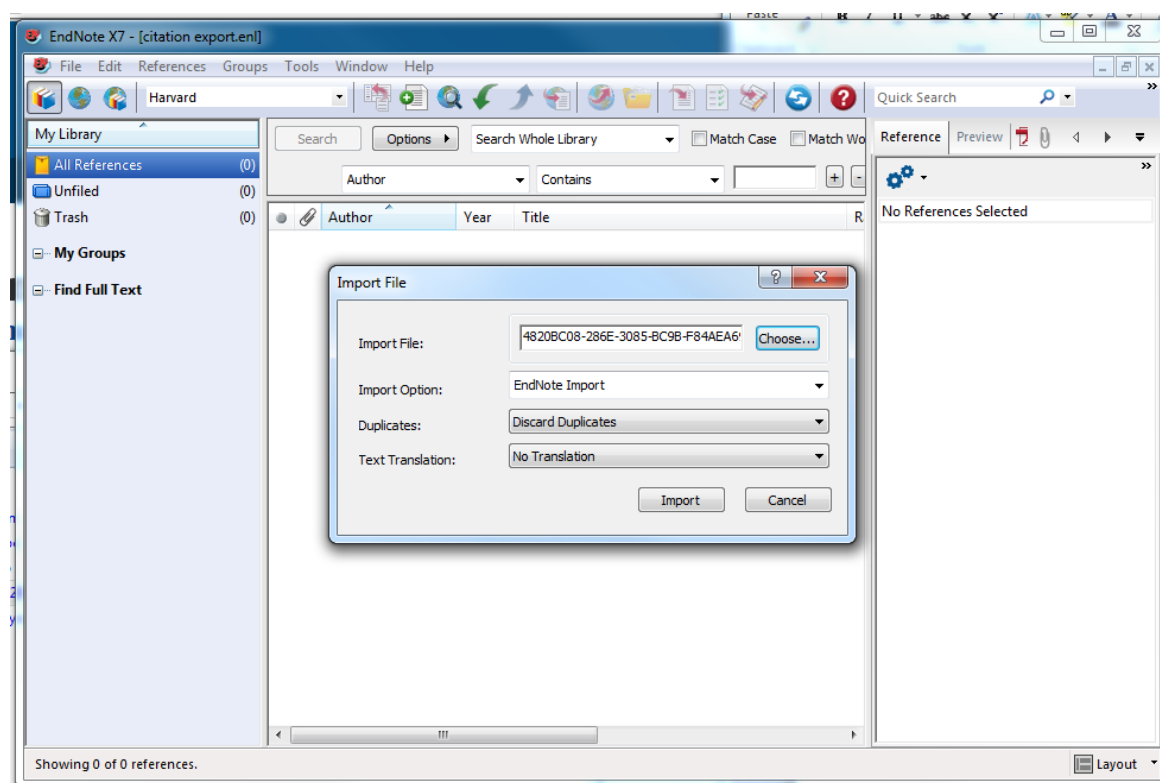 Paste
EndNote X7 - [citation export.enl]
File Edit References Groups Tools Window Help
Harvard
Quick Search
My Library
Search Options Search Whole Library Match Case Match Wo
Reference Preview
All References (0)
Author Contains
Unfiled (0)
Trash (0)
Author Year Title R
No References Selected
My Groups
Find Full Text
Import File
Import File: 4820BC08-286E-3085-BC9B-F84AEA6 Choose...
Import Option: EndNote Import
Duplicates: Discard Duplicates
Text Translation: No Translation
Import Cancel
Showing 0 of 0 references.
Layout